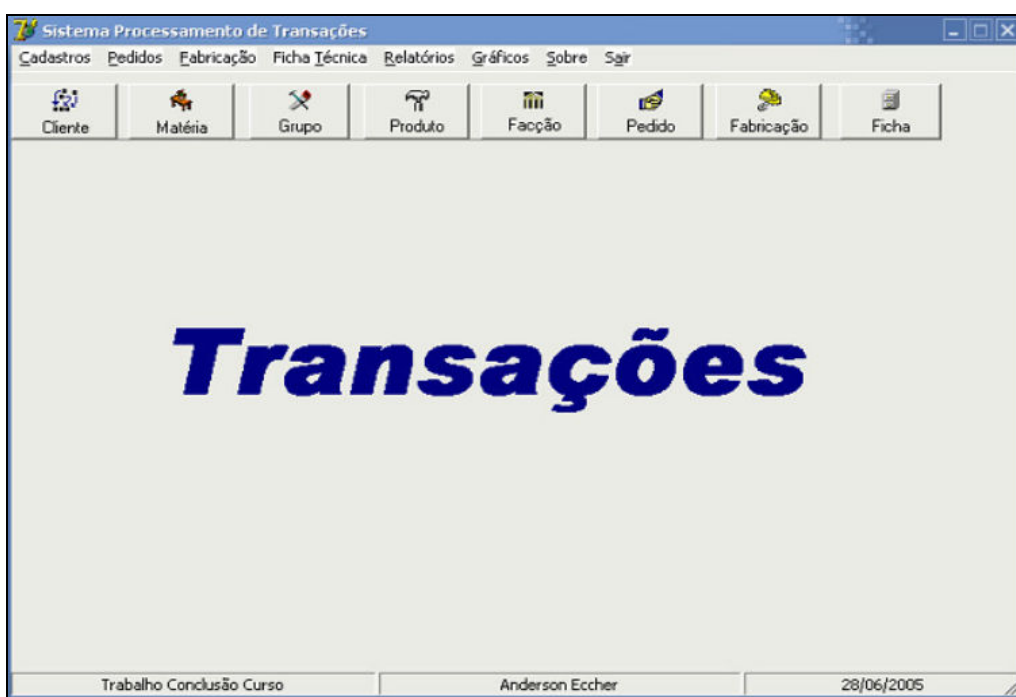 Sistema Processamento de Transações
Cadastros Pedidos Fabricação Ficha Técnica Relatórios Gráficos Sobre Sair
Cliente Matéria Grupo Produto Facção Pedido Fabricação Ficha
Transações
Trabalho Conclusão Curso Anderson Eccher 28/06/2005